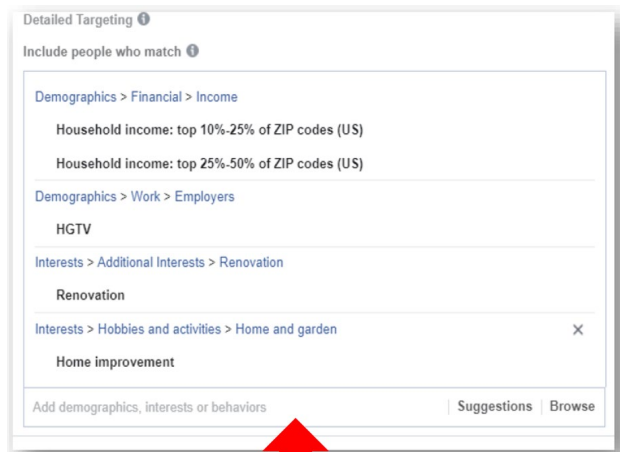 Detailed Targeting
Include people who match
Demographics > Financial > Income
Household income: top 10%-25% of ZIP codes (US)
Household income: top 25%-50% of ZIP codes (US)
Demographics > Work > Employers
HGTV
Interests > Additional Interests > Renovation
Renovation
Interests > Hobbies and activities > Home and garden
Home improvement
Add demographics, interests or behaviors Suggestions Browse